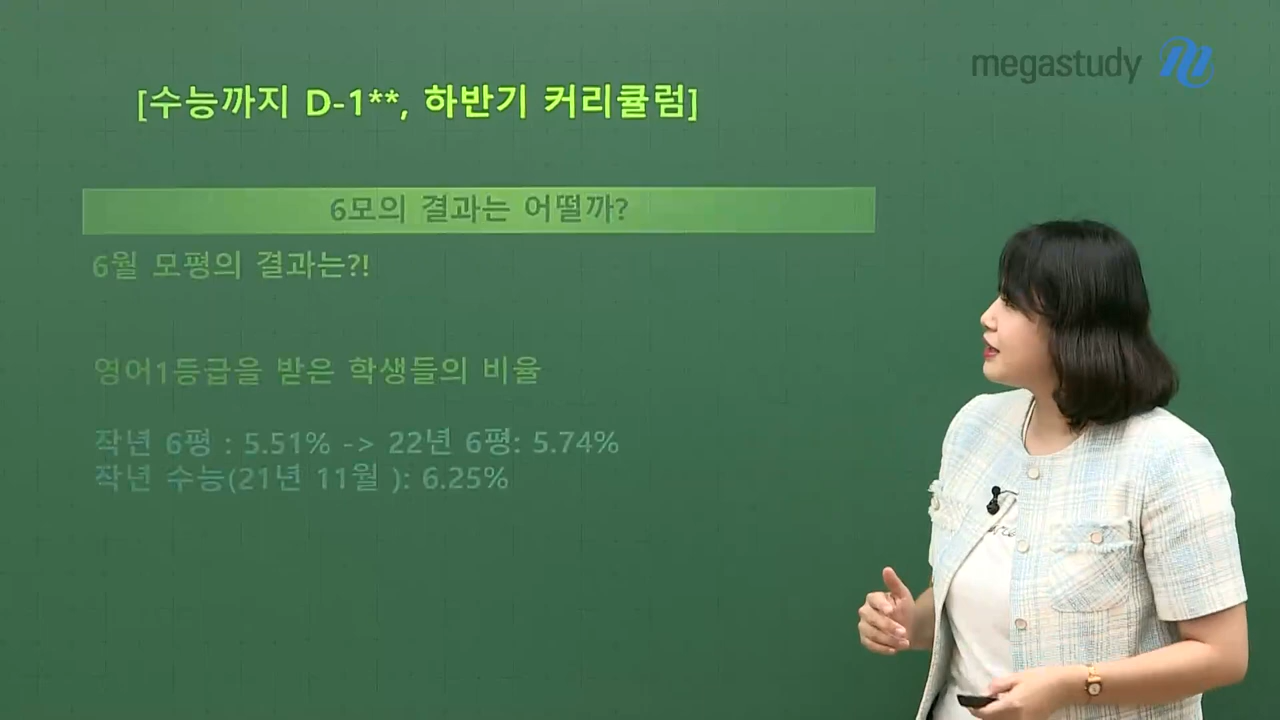 megastudy
[수능까지 D-1**, 하반기 커리큘럼]
6모의 결과는 어떨까?
6월 모평의 결과는?!
영어1등급을 받은 학생들의 비율
작년 6평 : 5.51% -> 22년 6평: 5.74%
작년 수능(21년 11월 ): 6.25%